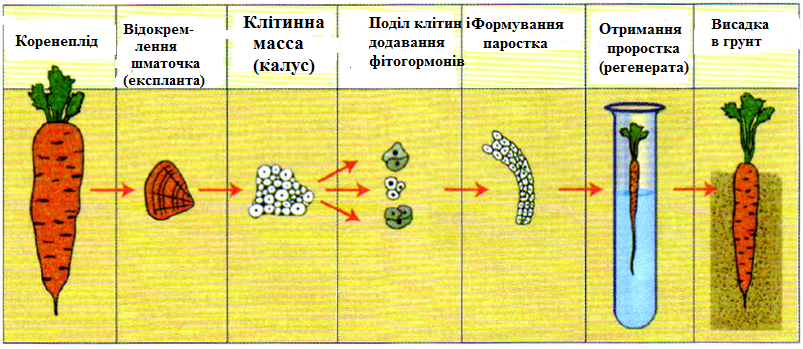 Коренеплід
Відокрем-
лення
шматочка
(експланта)
Клітинна
масса
(калус)
Поділ клітин і
додавання
фітогормонів
Формування
паростка
Отримання
проростка
(регенерата)
Висадка
в грунт